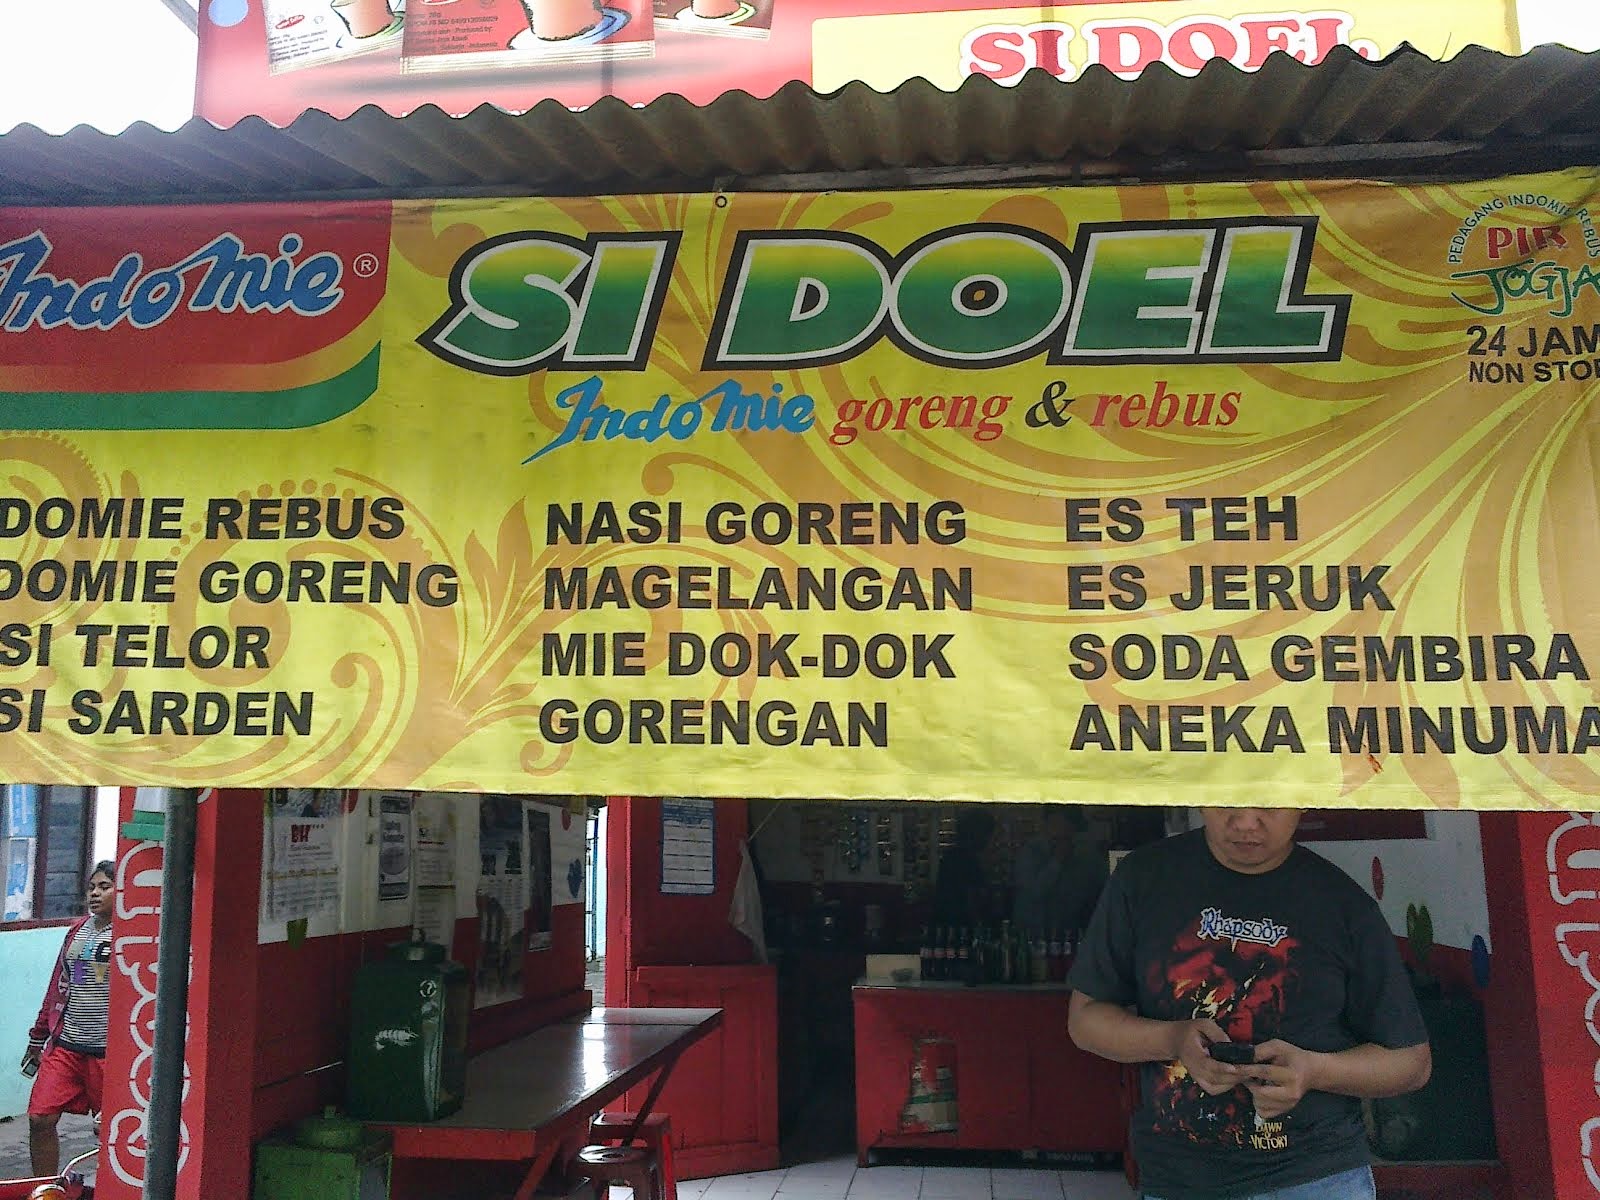 SI DOEL
IndoMie®
SI DOEL
IndoMie goreng & rebus
PEDAGANG INDOMIE REBUS
PIR
JOGJA
24 JAM
NON STOP
DOMIE REBUS
DOMIE GORENG
SI TELOR
SI SARDEN
NASI GORENG
MAGELANGAN
MIE DOK-DOK
GORENGAN
ES TEH
ES JERUK
SODA GEMBIRA
ANEKA MINUMA
Rhapsody
DAWN
VICTORY